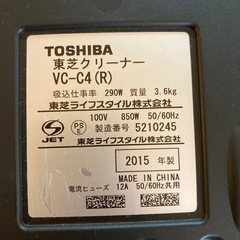 TOSHIBA
東芝クリーナー
VC-C4(R)
吸込仕事率 290W 質量 3.6kg
東芝ライフスタイル株式会社
S JET
PS E
100V 850W 50/60Hz
製造番号 5210245
東芝ライフスタイル株式会社
2015 年製
MADE IN CHINA
電流ヒューズ 12A 50/60Hz共用